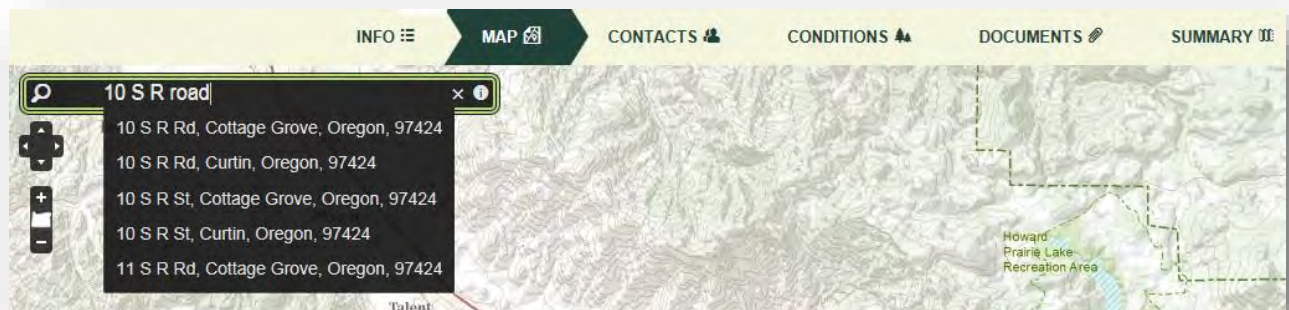 INFO MAP CONTACTS CONDITIONS DOCUMENTS SUMMARY
10 S R road
10 S R Rd, Cottage Grove, Oregon, 97424
10 S R Rd, Curtin, Oregon, 97424
10 S R St, Cottage Grove, Oregon, 97424
10 S R St, Curtin, Oregon, 97424
11 S R Rd, Cottage Grove, Oregon, 97424
Howard
Prairie Lake
Recreation Area
Talent